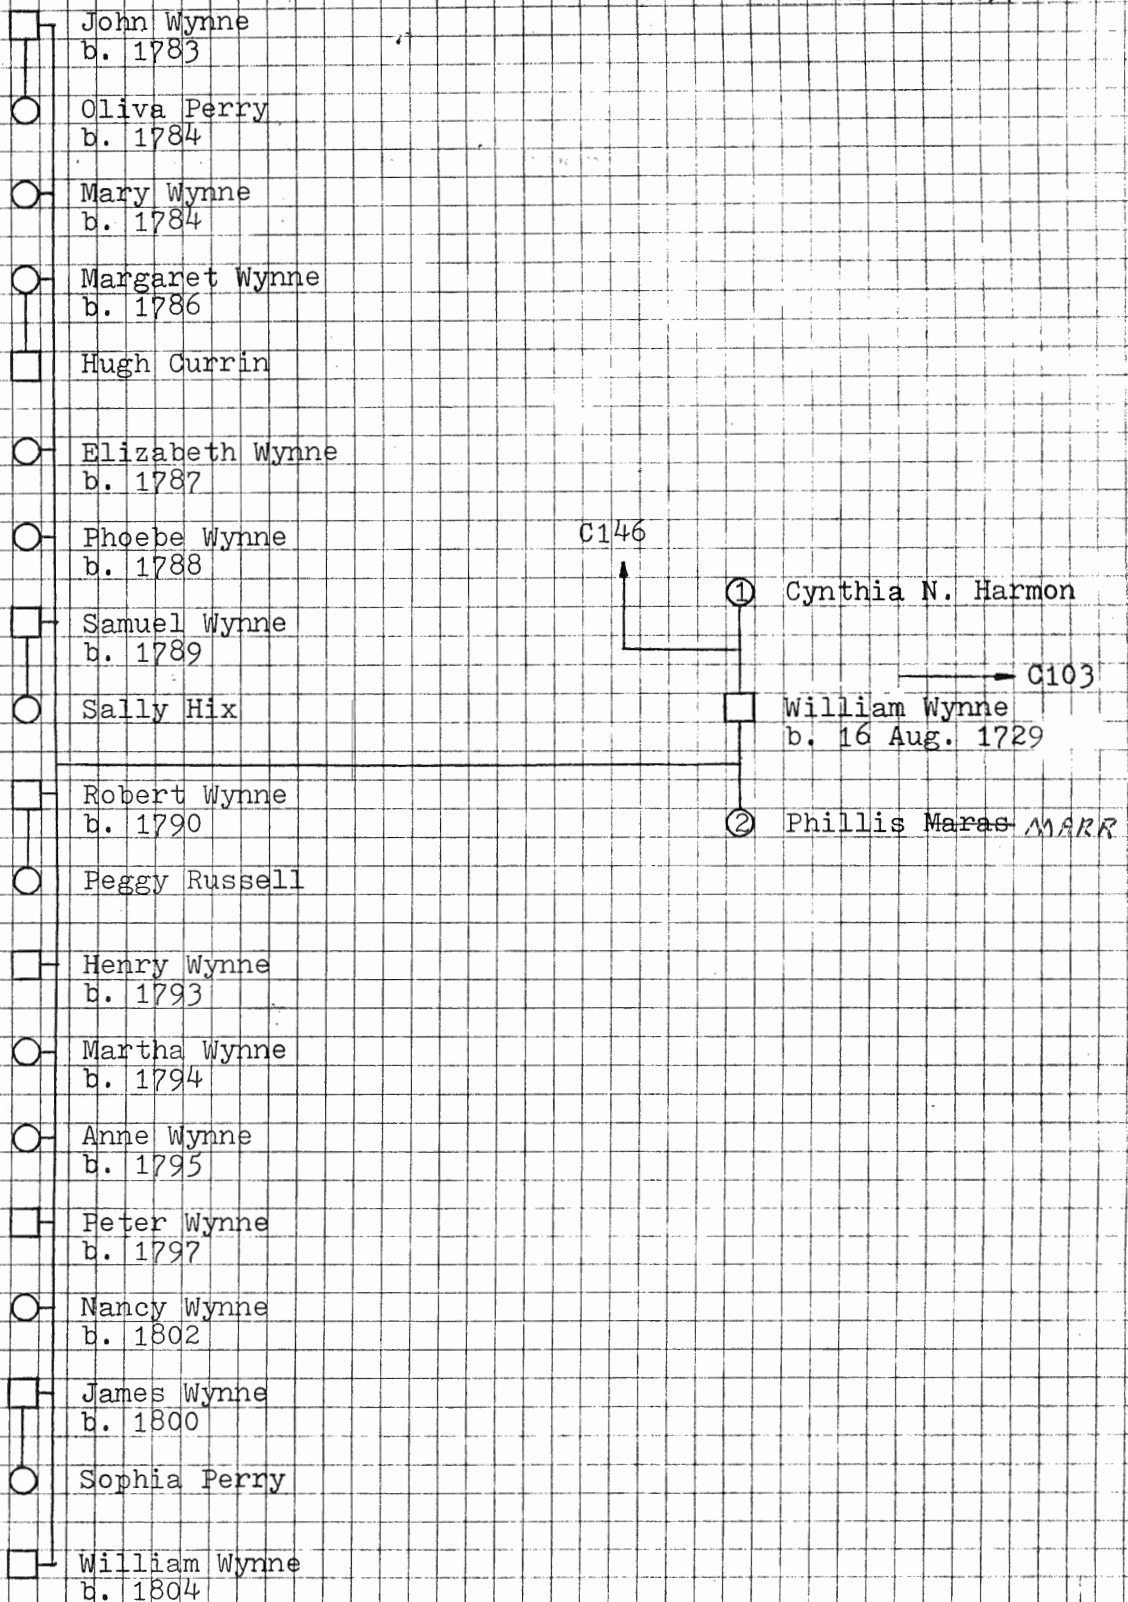 John Wynne
b. 1783
Oliva Perry
b. 1784
Mary Wynne
b. 1784
Margaret Wynne
b. 1786
Hugh Currin
Elizabeth Wynne
b. 1787
Phoebe Wynne
b. 1788
Samuel Wynne
b. 1789
Sally Hix
Robert Wynne
b. 1790
Peggy Russell
Henry Wynne
b. 1793
Martha Wynne
b. 1794
Anne Wynne
b. 1795
Peter Wynne
b. 1797
Nancy Wynne
b. 1802
James Wynne
b. 1800
Sophia Perry
William Wynne
b. 1804
C146
1 Cynthia N. Harmon
C103
William Wynne
b. 16 Aug. 1729
2 Phillis Maras MARR